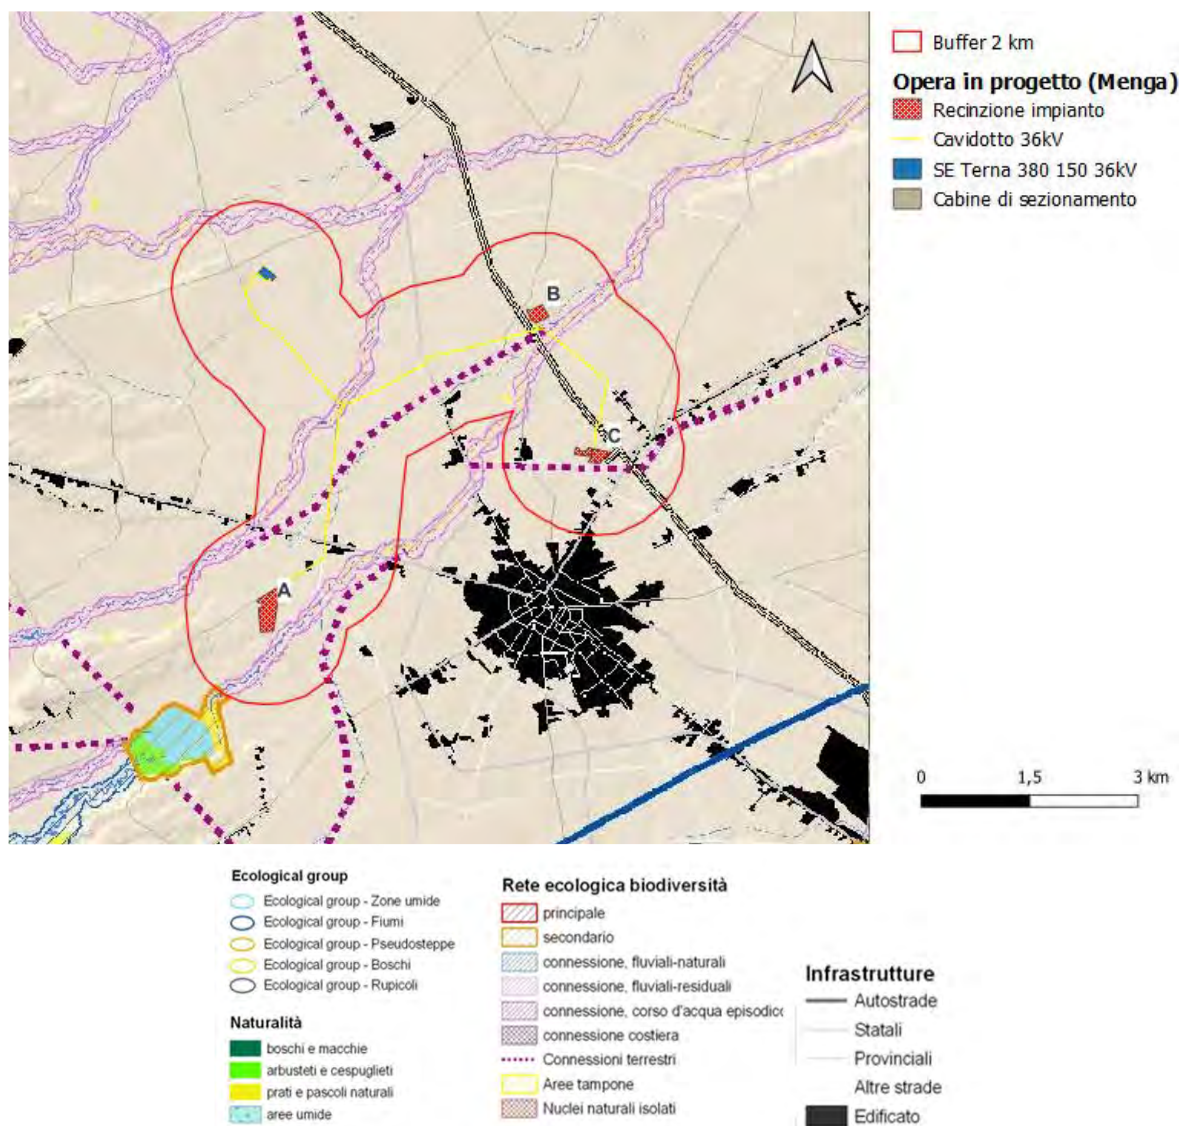 Buffer 2 km
Opera in progetto (Menga)
Recinzione impianto
Cavidotto 36kV
SE Terna 380 150 36kV
Cabine di sezionamento
B
C
A
0 1,5 3 km
Ecological group
Ecological group - Zone umide
Ecological group - Fiumi
Ecological group - Pseudosteppe
Ecological group - Boschi
Ecological group - Rupicoli
Naturalità
boschi e macchie
arbusteti e cespuglieti
prati e pascoli naturali
aree umide
Rete ecologica biodiversità
principale
secondario
connessione, fluviali-naturali
connessione, fluviali-residuali
connessione, corso d'acqua episodico
connessione costiera
Connessioni terrestri
Aree tampone
Nuclei naturali isolati
Infrastrutture
Autostrade
Statali
Provinciali
Altre strade
Edificato